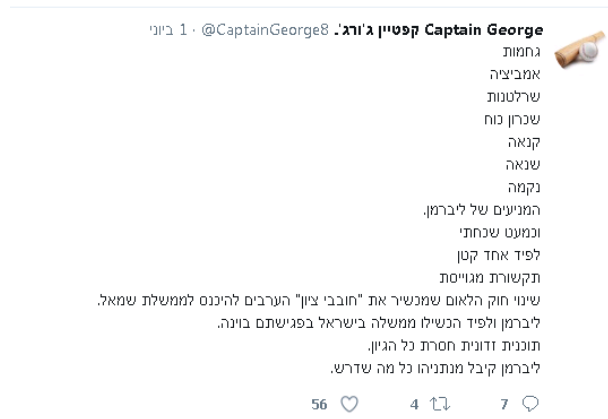 Captain George קפטיין ג'ורג'. @CaptainGeorge8 · 1 ביוני
גחמות
אמביציה
שרלטנות
שכרון כוח
קנאה
שנאה
נקמה
המניעים של ליברמן.
וכמעט שכחתי
לפיד אחד קטן
תקשורת מגוייסת
שינוי חוק הלאום שמכשיר את "חובבי ציון" הערבים להיכנס לממשלת שמאל.
ליברמן ולפיד הכשילו ממשלה בישראל בפגישתם בוינה.
תוכנית זדונית חסרת כל הגיון.
ליברמן קיבל מנתניהו כל מה שדרש.
7 4 56